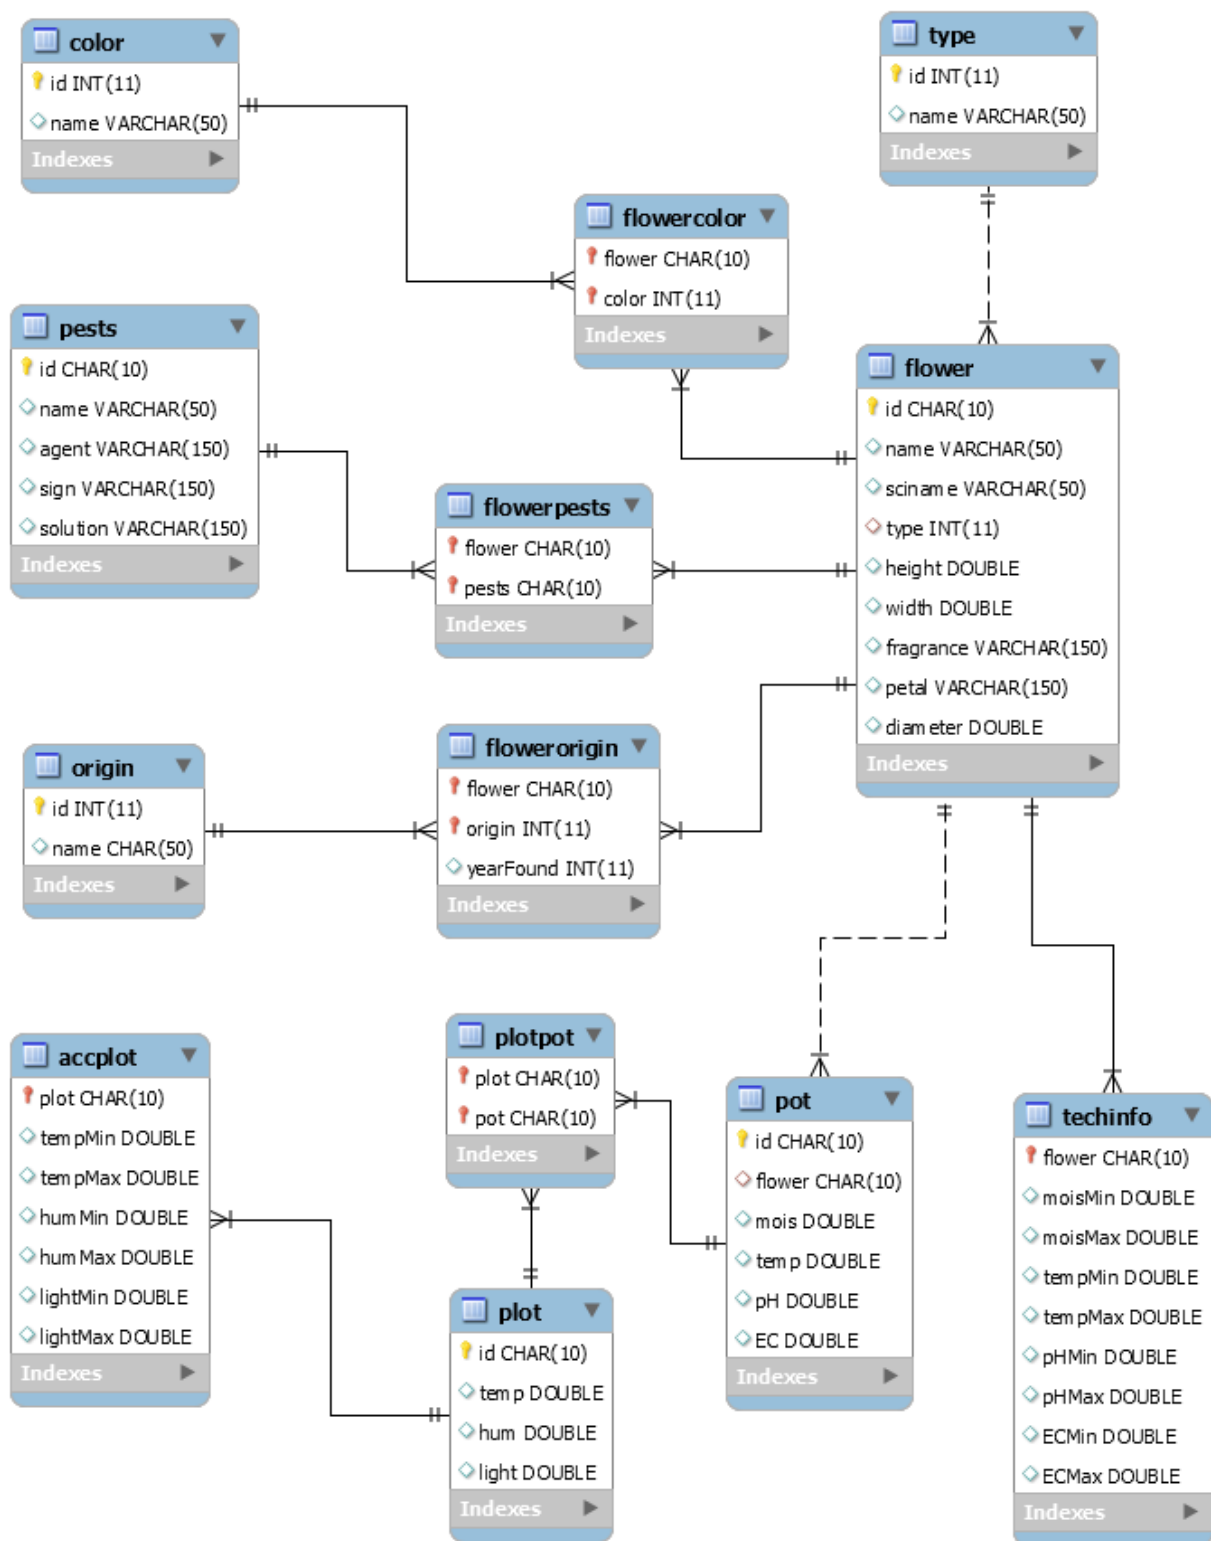 color
id INT(11)
name VARCHAR(50)
Indexes
type
id INT(11)
name VARCHAR(50)
Indexes
flowercolor
flower CHAR(10)
color INT(11)
Indexes
pests
id CHAR(10)
name VARCHAR(50)
agent VARCHAR(150)
sign VARCHAR(150)
solution VARCHAR(150)
Indexes
flower
id CHAR(10)
name VARCHAR(50)
sciname VARCHAR(50)
type INT(11)
height DOUBLE
width DOUBLE
fragrance VARCHAR(150)
petal VARCHAR(150)
diameter DOUBLE
Indexes
flowerpests
flower CHAR(10)
pests CHAR(10)
Indexes
origin
id INT(11)
name CHAR(50)
Indexes
flowerorigin
flower CHAR(10)
origin INT(11)
yearFound INT(11)
Indexes
accplot
plot CHAR(10)
tempMin DOUBLE
tempMax DOUBLE
humMin DOUBLE
humMax DOUBLE
lightMin DOUBLE
lightMax DOUBLE
Indexes
plotpot
plot CHAR(10)
pot CHAR(10)
Indexes
pot
id CHAR(10)
flower CHAR(10)
mois DOUBLE
temp DOUBLE
pH DOUBLE
EC DOUBLE
Indexes
techinfo
flower CHAR(10)
moisMin DOUBLE
moisMax DOUBLE
tempMin DOUBLE
tempMax DOUBLE
pHMin DOUBLE
pHMax DOUBLE
ECMin DOUBLE
ECMax DOUBLE
Indexes
plot
id CHAR(10)
temp DOUBLE
hum DOUBLE
light DOUBLE
Indexes